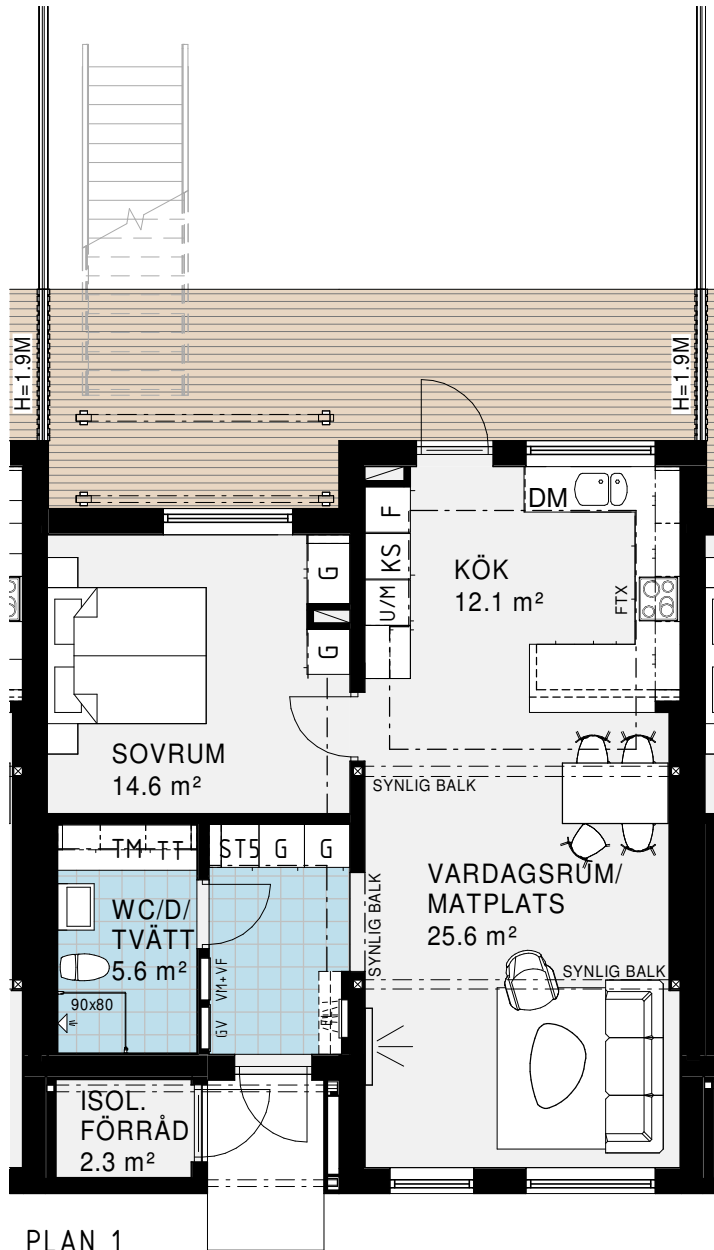 H=1.9M
H=1.9M
DM
F
KS
U/M
G
G
KÖK
12.1 m²
FTX
SOVRUM
14.6 m²
SYNLIG BALK
TM TT
ST5 G G
WC/D/
TVÄTT
5.6 m²
VARDAGSRUM/
MATPLATS
25.6 m²
SYNLIG BALK
SYNLIG BALK
90x80
VM+VF
GV
ISOL.
FÖRRÅD
2.3 m²
PLAN 1